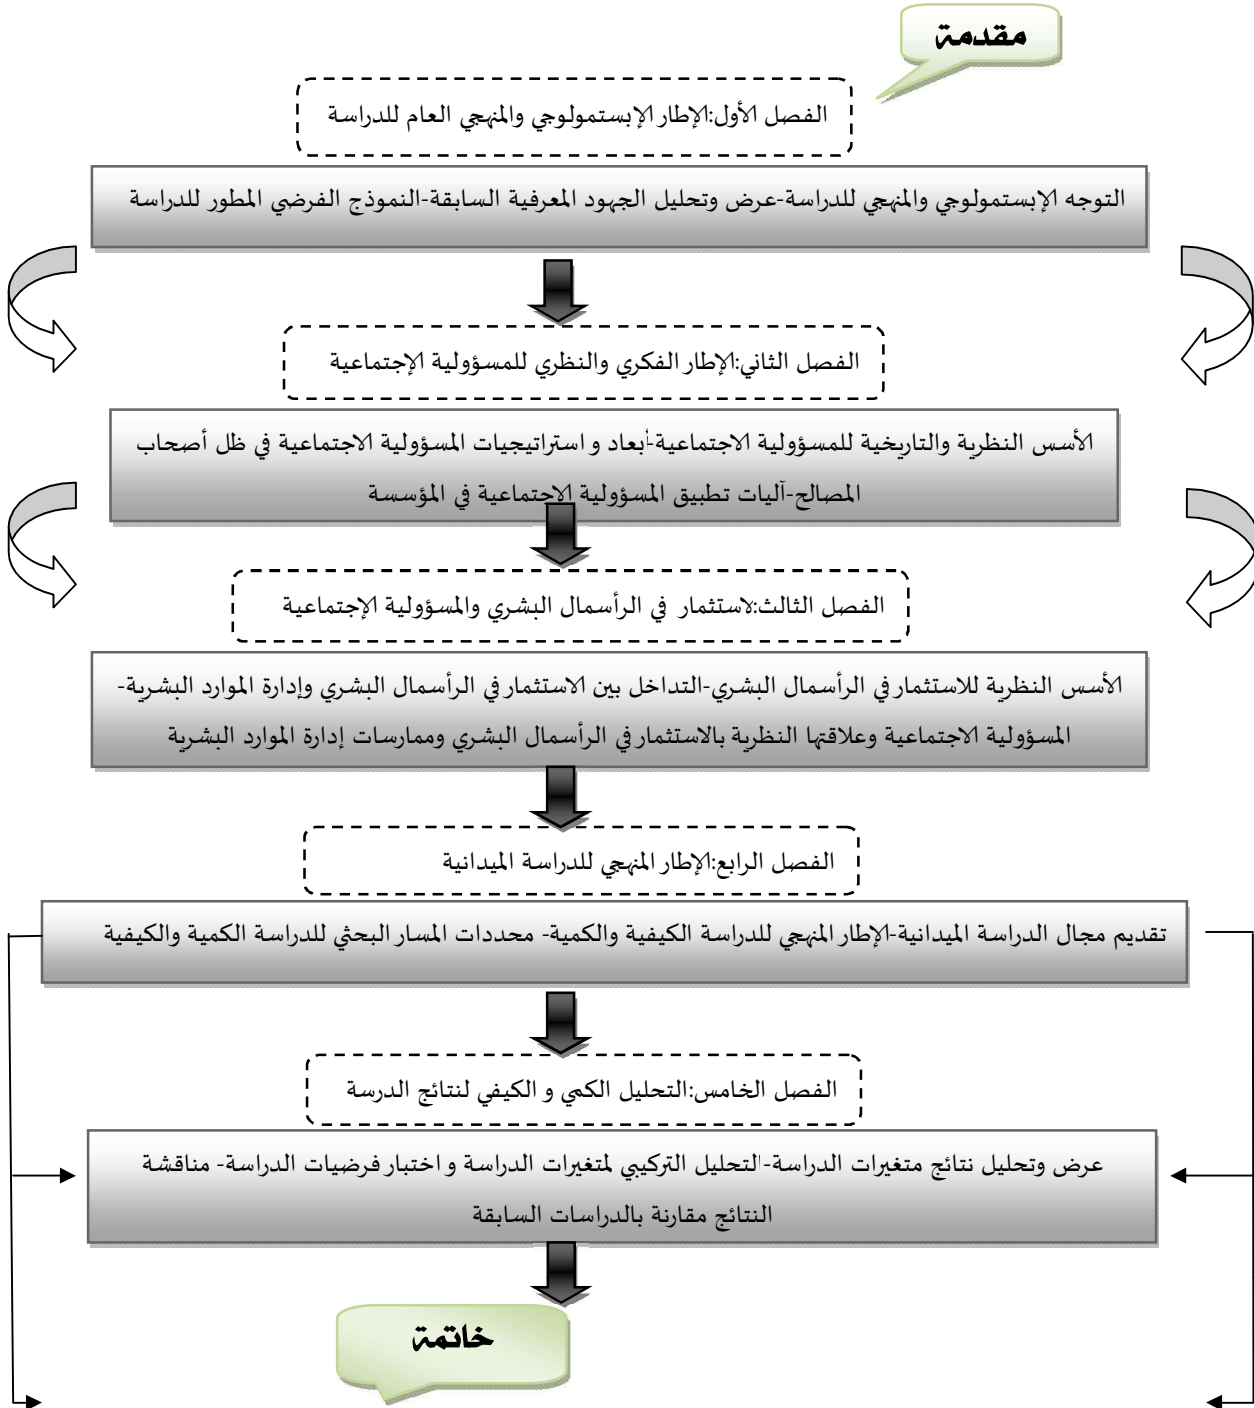 مقدمة
الفصل الأول:الإطار الإبستمولوجي والمنهجي العام للدراسة
التوجه الإبستمولوجي والمنهجي للدراسة-عرض وتحليل الجهود المعرفية السابقة-النموذج الفرضي المطور للدراسة
الفصل الثاني:الإطار الفكري والنظري للمسؤولية الإجتماعية
الأسس النظرية والتاريخية للمسؤولية الاجتماعية-أبعاد و استراتيجيات المسؤولية الاجتماعية في ظل أصحاب
المصالح-آليات تطبيق المسؤولية الاجتماعية في المؤسسة
الفصل الثالث:لاستثمار في الرأسمال البشري والمسؤولية الإجتماعية
الأسس النظرية للاستثمار في الرأسمال البشري-التداخل بين الاستثمار في الرأسمال البشري وإدارة الموارد البشرية-
المسؤولية الاجتماعية وعلاقتها النظرية بالاستثمار في الرأسمال البشري وممارسات إدارة الموارد البشرية
الفصل الرابع:الإطار المنهجي للدراسة الميدانية
تقديم مجال الدراسة الميدانية-الإطار المنهجي للدراسة الكيفية والكمية- محددات المسار البحثي للدراسة الكمية والكيفية
الفصل الخامس:التحليل الكمي و الكيفي لنتائج الدرسة
عرض وتحليل نتائج متغيرات الدراسة-التحليل التركيبي لمتغيرات الدراسة و اختبار فرضيات الدراسة- مناقشة
النتائج مقارنة بالدراسات السابقة
خاتمة